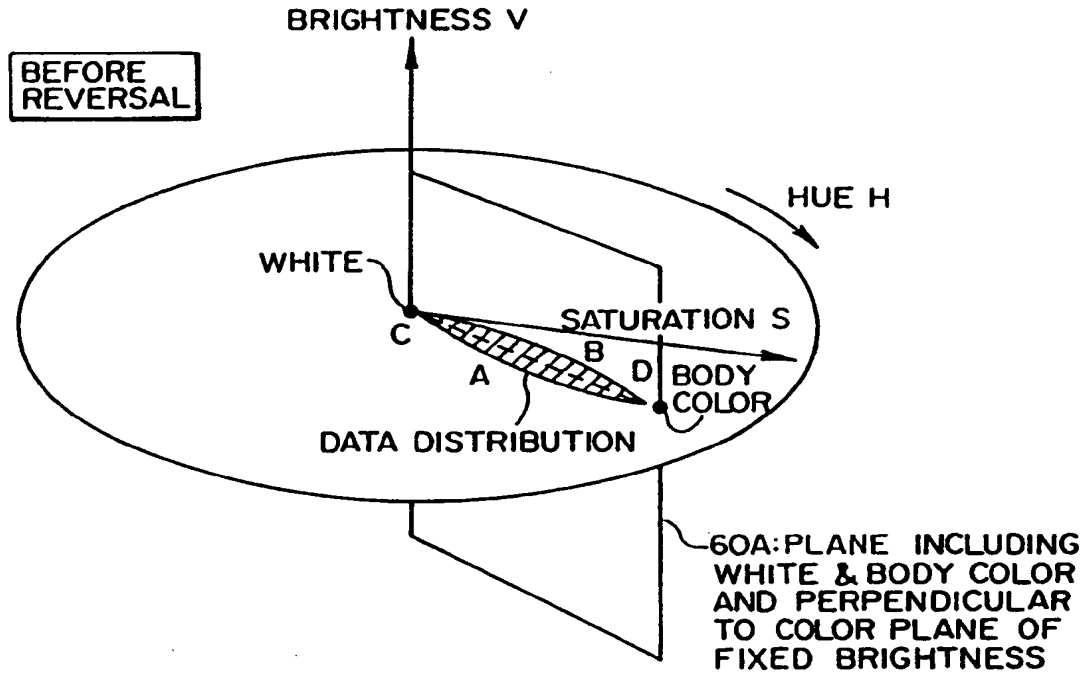 BRIGHTNESS V
BEFORE
REVERSAL
HUE H
WHITE
SATURATION S
C
B
A
D
BODY
COLOR
DATA DISTRIBUTION
60A: PLANE INCLUDING
WHITE & BODY COLOR
AND PERPENDICULAR
TO COLOR PLANE OF
FIXED BRIGHTNESS